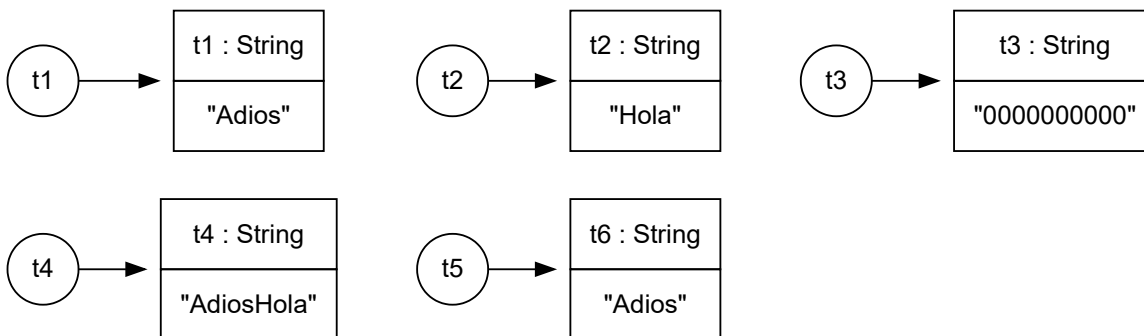 t1
t1 : String
"Adios"
t2
t2 : String
"Hola"
t3
t3 : String
"0000000000"
t4
t4 : String
"AdiosHola"
t5
t6 : String
"Adios"